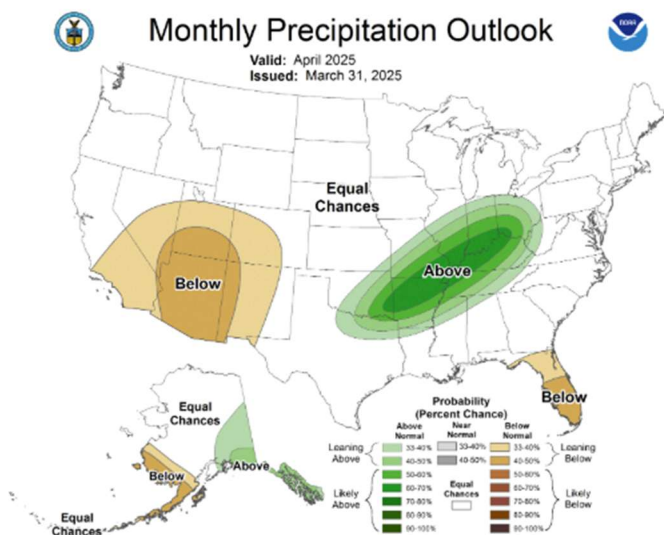 Monthly Precipitation Outlook
NOAA
Valid: April 2025
Issued: March 31, 2025
Equal
Chances
Below
Above
Below
Equal
Chances
Above
Below
Equal
Chances
Probability
(Percent Chance)
Above
Normal
Near
Normal
Below
Normal
Leaning
Above
33-40%
33-40%
33-40%
Leaning
Below
40-50%
40-50%
40-50%
50-60%
50-60%
Likely
Above
60-70%
Equal
Chances
60-70%
Likely
Below
70-80%
70-80%
80-90%
80-90%
90-100%
90-100%